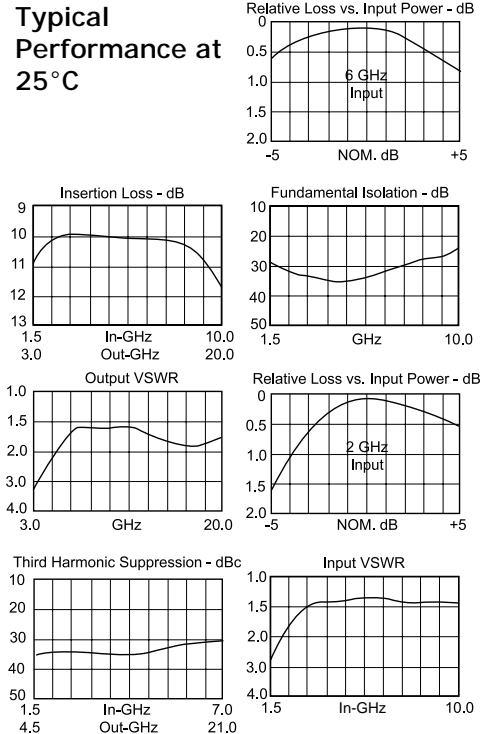 Typical
Performance at
25°C
Relative Loss vs. Input Power - dB
0
0.5
1.0
1.5
2.0
6 GHz
Input
-5 NOM. dB +5
Insertion Loss - dB
9
10
11
12
13
1.5 In-GHz 10.0
3.0 Out-GHz 20.0
Fundamental Isolation - dB
10
20
30
40
50
1.5 GHz 10.0
Output VSWR
1.0
1.5
2.0
3.0
4.0
3.0 GHz 20.0
Relative Loss vs. Input Power - dB
0
0.5
1.0
1.5
2.0
2 GHz
Input
-5 NOM. dB +5
Third Harmonic Suppression - dBc
10
20
30
40
50
1.5 In-GHz 7.0
4.5 Out-GHz 21.0
Input VSWR
1.0
1.5
2.0
3.0
4.0
1.5 In-GHz 10.0